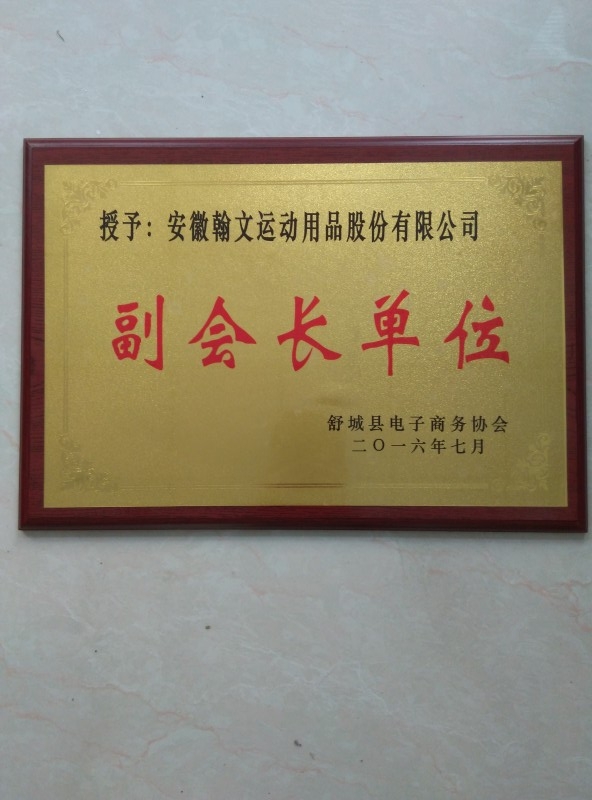 授予：安徽翰文运动用品股份有限公司
副会长单位
舒城县电子商务协会
二〇一六年七月